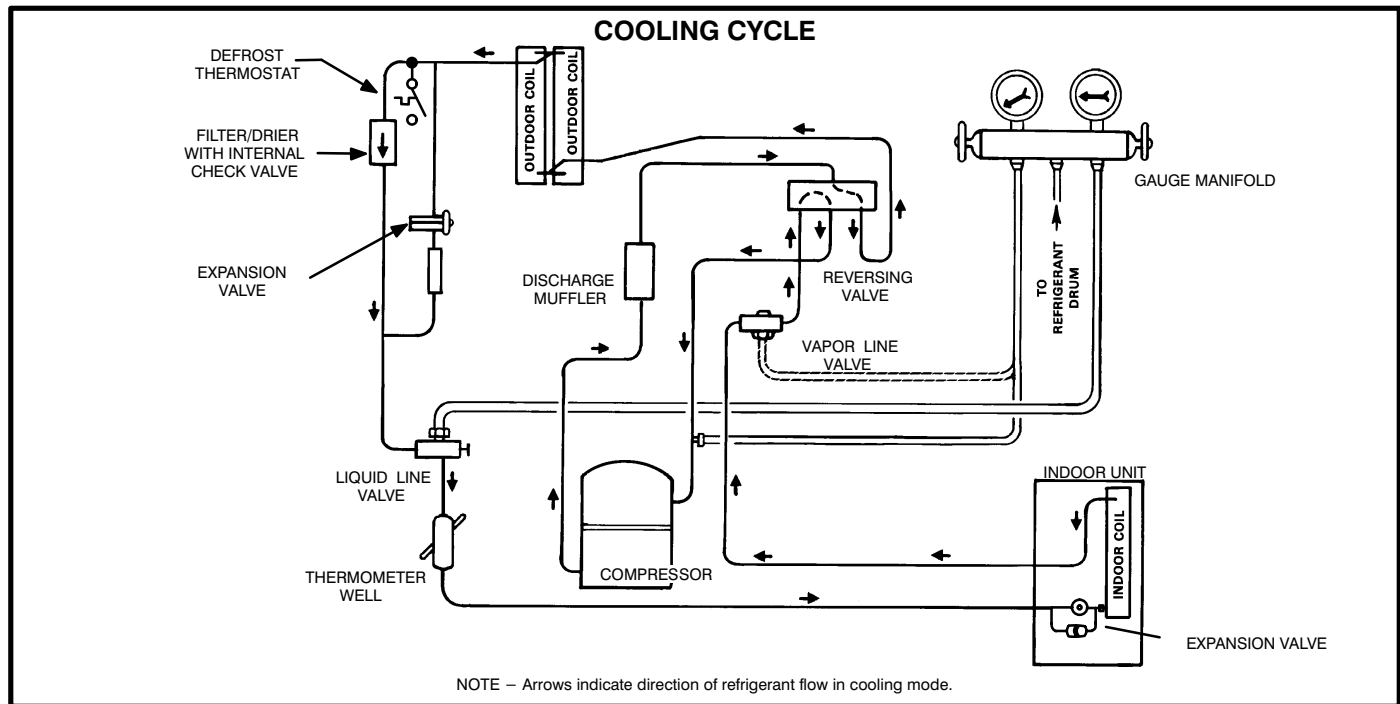 COOLING CYCLE
DEFROST
THERMOSTAT
FILTER/DRIER
WITH INTERNAL
CHECK VALVE
EXPANSION
VALVE
OUTDOOR COIL
OUTDOOR COIL
DISCHARGE
MUFFLER
REVERSING
VALVE
VAPOR LINE
VALVE
GAUGE MANIFOLD
TO
REFRIGERANT
DRUM
LIQUID LINE
VALVE
THERMOMETER
WELL
COMPRESSOR
INDOOR UNIT
INDOOR COIL
EXPANSION VALVE
NOTE – Arrows indicate direction of refrigerant flow in cooling mode.